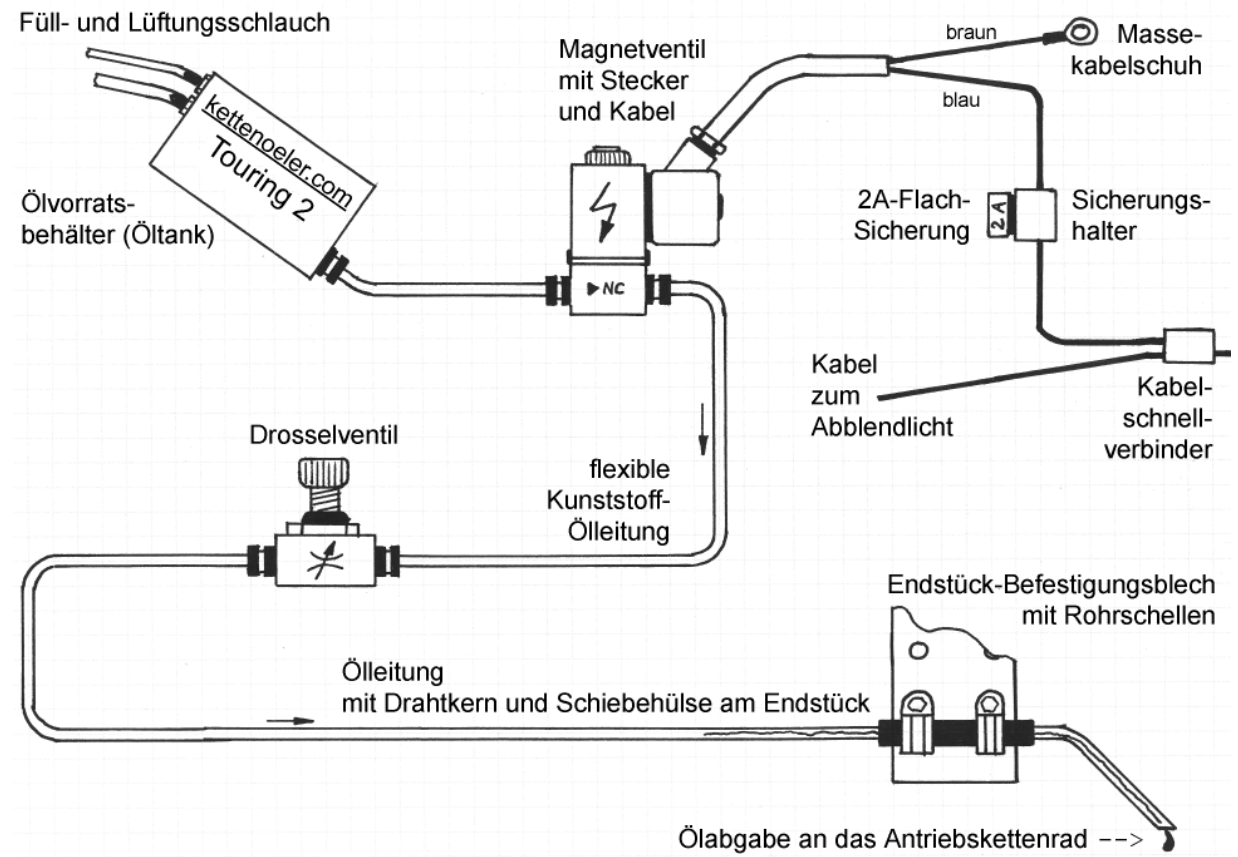 Füll- und Lüftungsschlauch
kettenoeler.com
Touring 2
Ölvorrats-
behälter (Öltank)
Magnetventil
mit Stecker
und Kabel
braun
Masse-
kabelschuh
blau
2A-Flach-
Sicherung
2 A
Sicherungs-
halter
NC
Kabel
zum
Abblendlicht
Kabel-
schnell-
verbinder
Drosselventil
flexible
Kunststoff-
Ölleitung
Endstück-Befestigungsblech
mit Rohrschellen
Ölleitung
mit Drahtkern und Schiebehülse am Endstück
Ölabgabe an das Antriebskettenrad -->